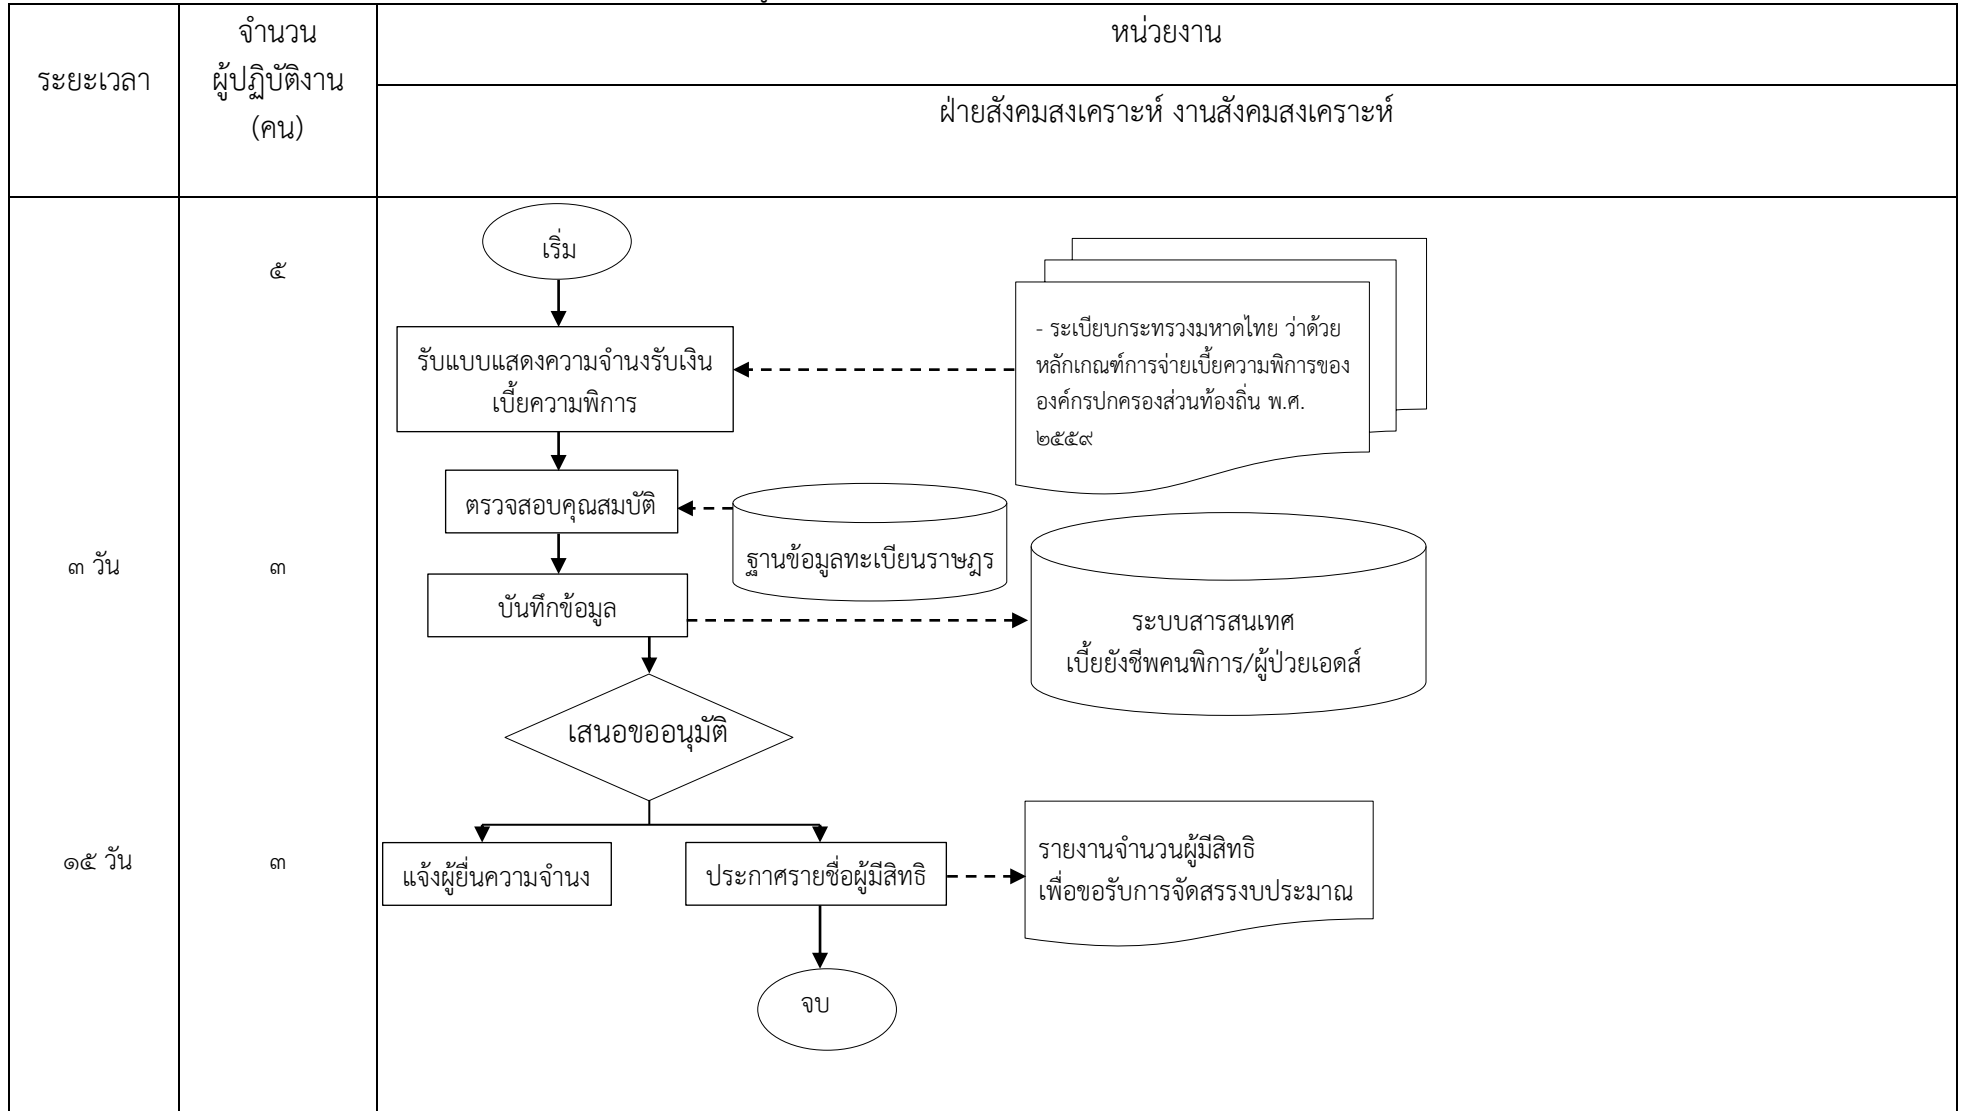 ระยะเวลา
จำนวน
ผู้ปฏิบัติงาน
(คน)
หน่วยงาน
ฝ่ายสังคมสงเคราะห์ งานสังคมสงเคราะห์
เริ่ม
๕
- ระเบียบกระทรวงมหาดไทย ว่าด้วย
หลักเกณฑ์การจ่ายเบี้ยความพิการของ
องค์กรปกครองส่วนท้องถิ่น พ.ศ.
๒๕๕๙
รับแบบแสดงความจำนงรับเงิน
เบี้ยความพิการ
ตรวจสอบคุณสมบัติ
ฐานข้อมูลทะเบียนราษฎร
๓ วัน
๓
บันทึกข้อมูล
ระบบสารสนเทศ
เบี้ยยังชีพคนพิการ/ผู้ป่วยเอดส์
เสนอขออนุมัติ
๑๕ วัน
๓
แจ้งผู้ยื่นความจำนง
ประกาศรายชื่อผู้มีสิทธิ
รายงานจำนวนผู้มีสิทธิ
เพื่อขอรับการจัดสรรงบประมาณ
จบ